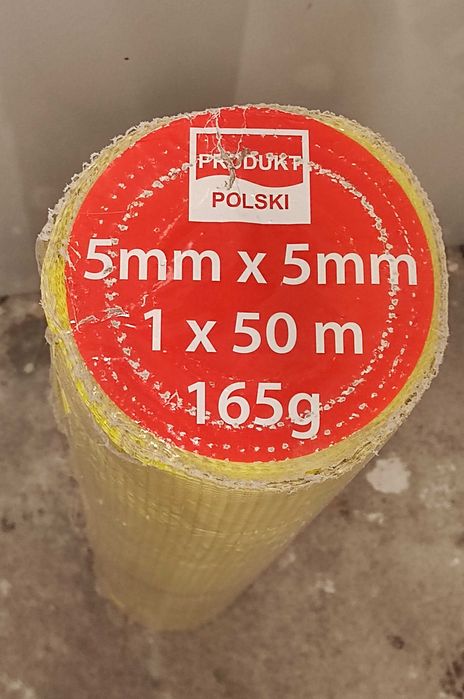 PRODUKT
POLSKI
5mm x 5mm
1 x 50 m
165g